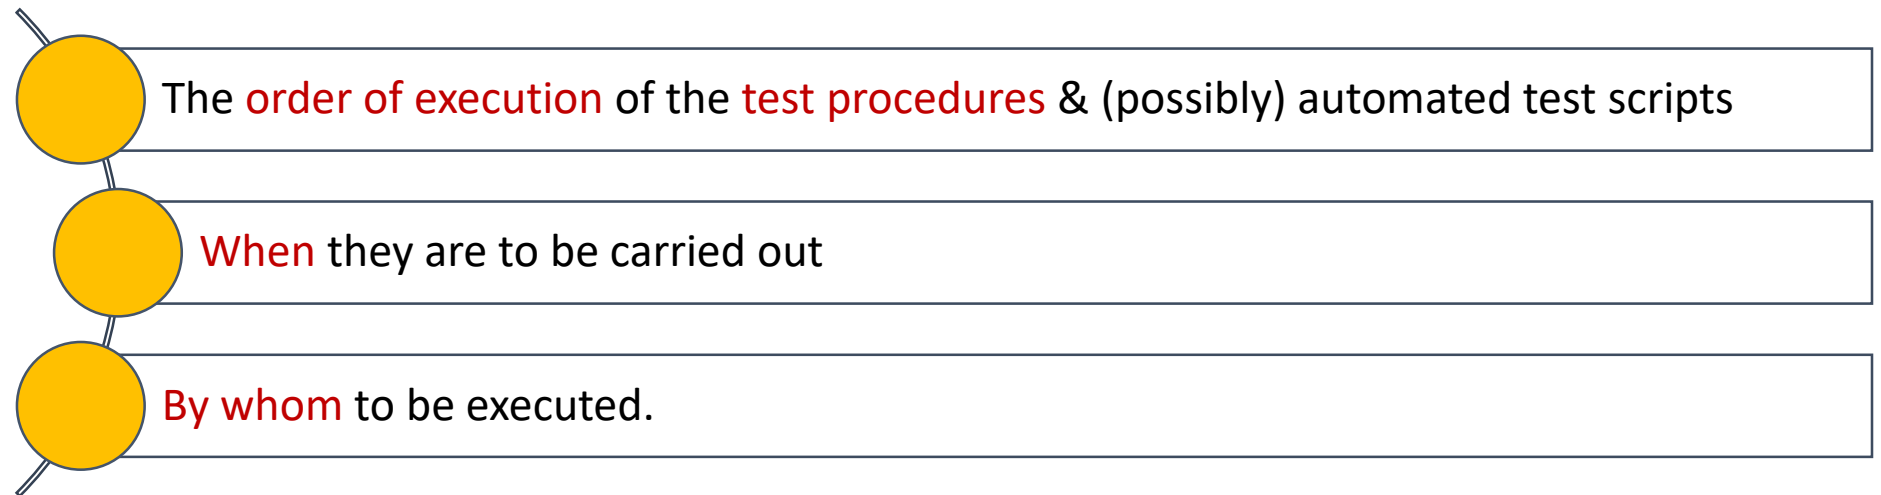 The order of execution of the test procedures & (possibly) automated test scripts
When they are to be carried out
By whom to be executed.